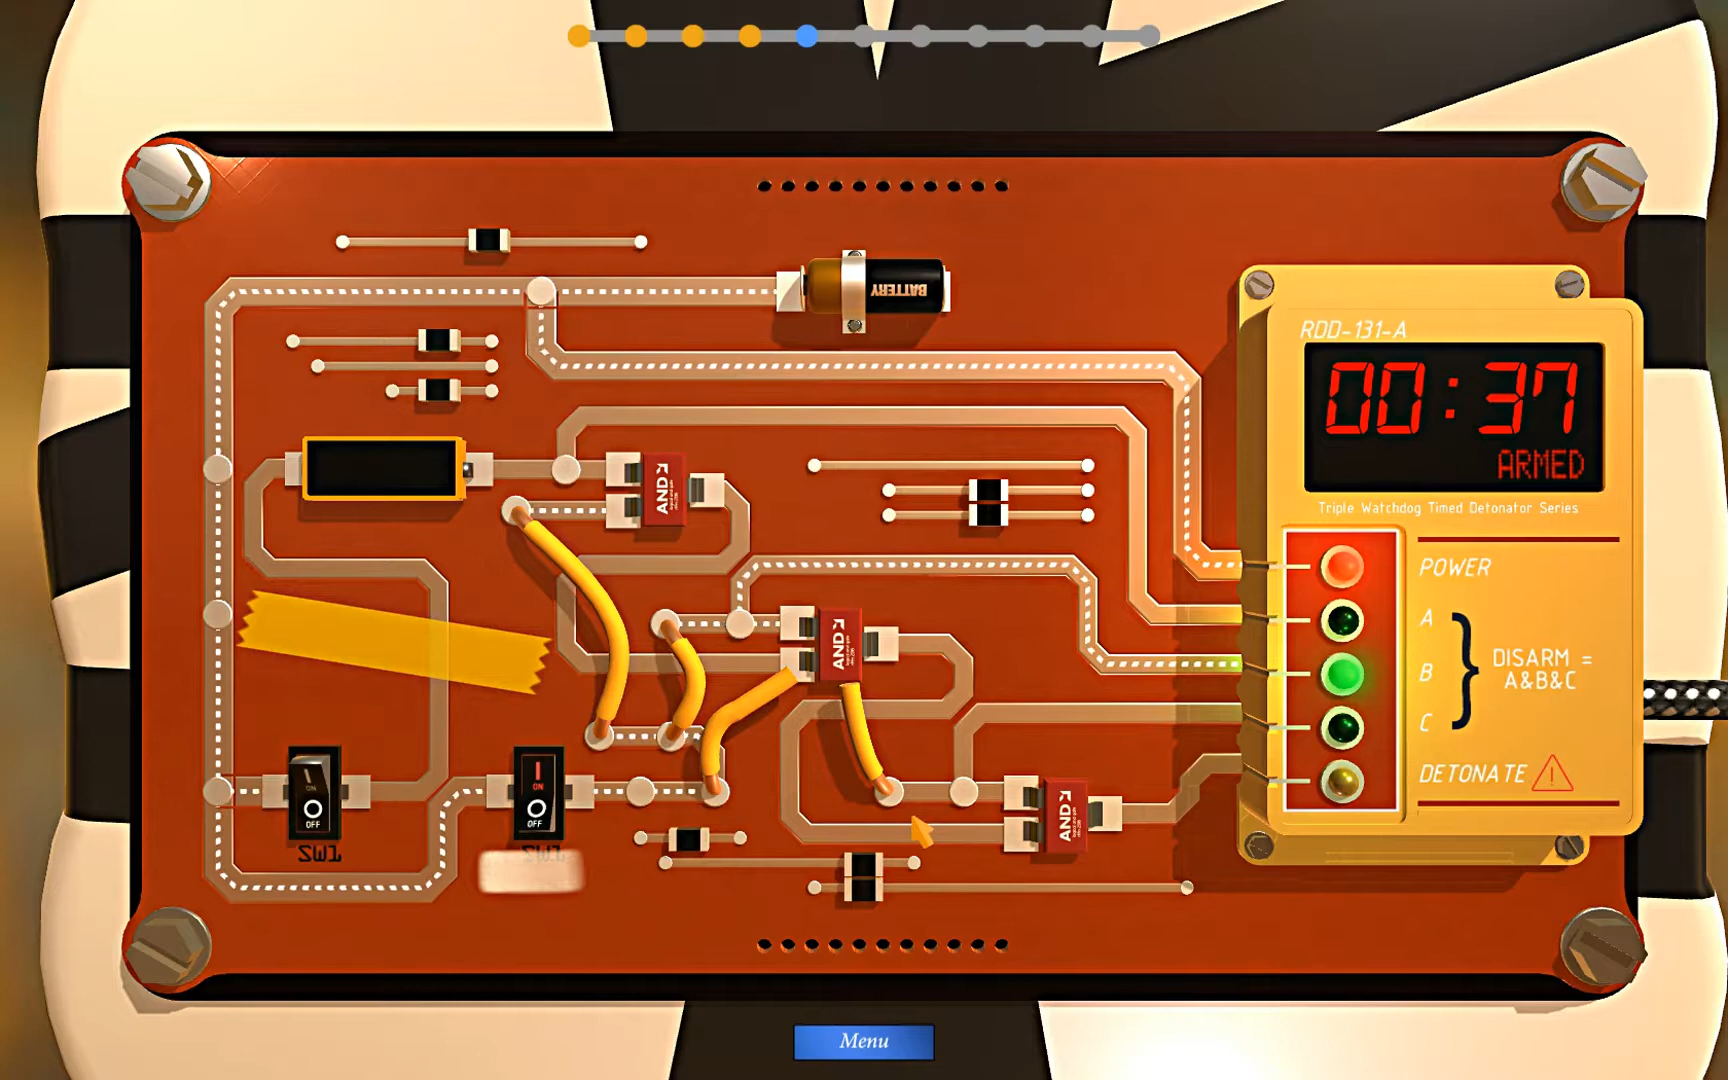 BATTERY
RDD-131-A
00:37
ARMED
Triple Watchdog Timed Detonator Series
AND
POWER
A
AND
DISARM =
A&B&C
B
C
ON
OFF
ON
OFF
DETONATE
AND
SW1
SW1
Menu